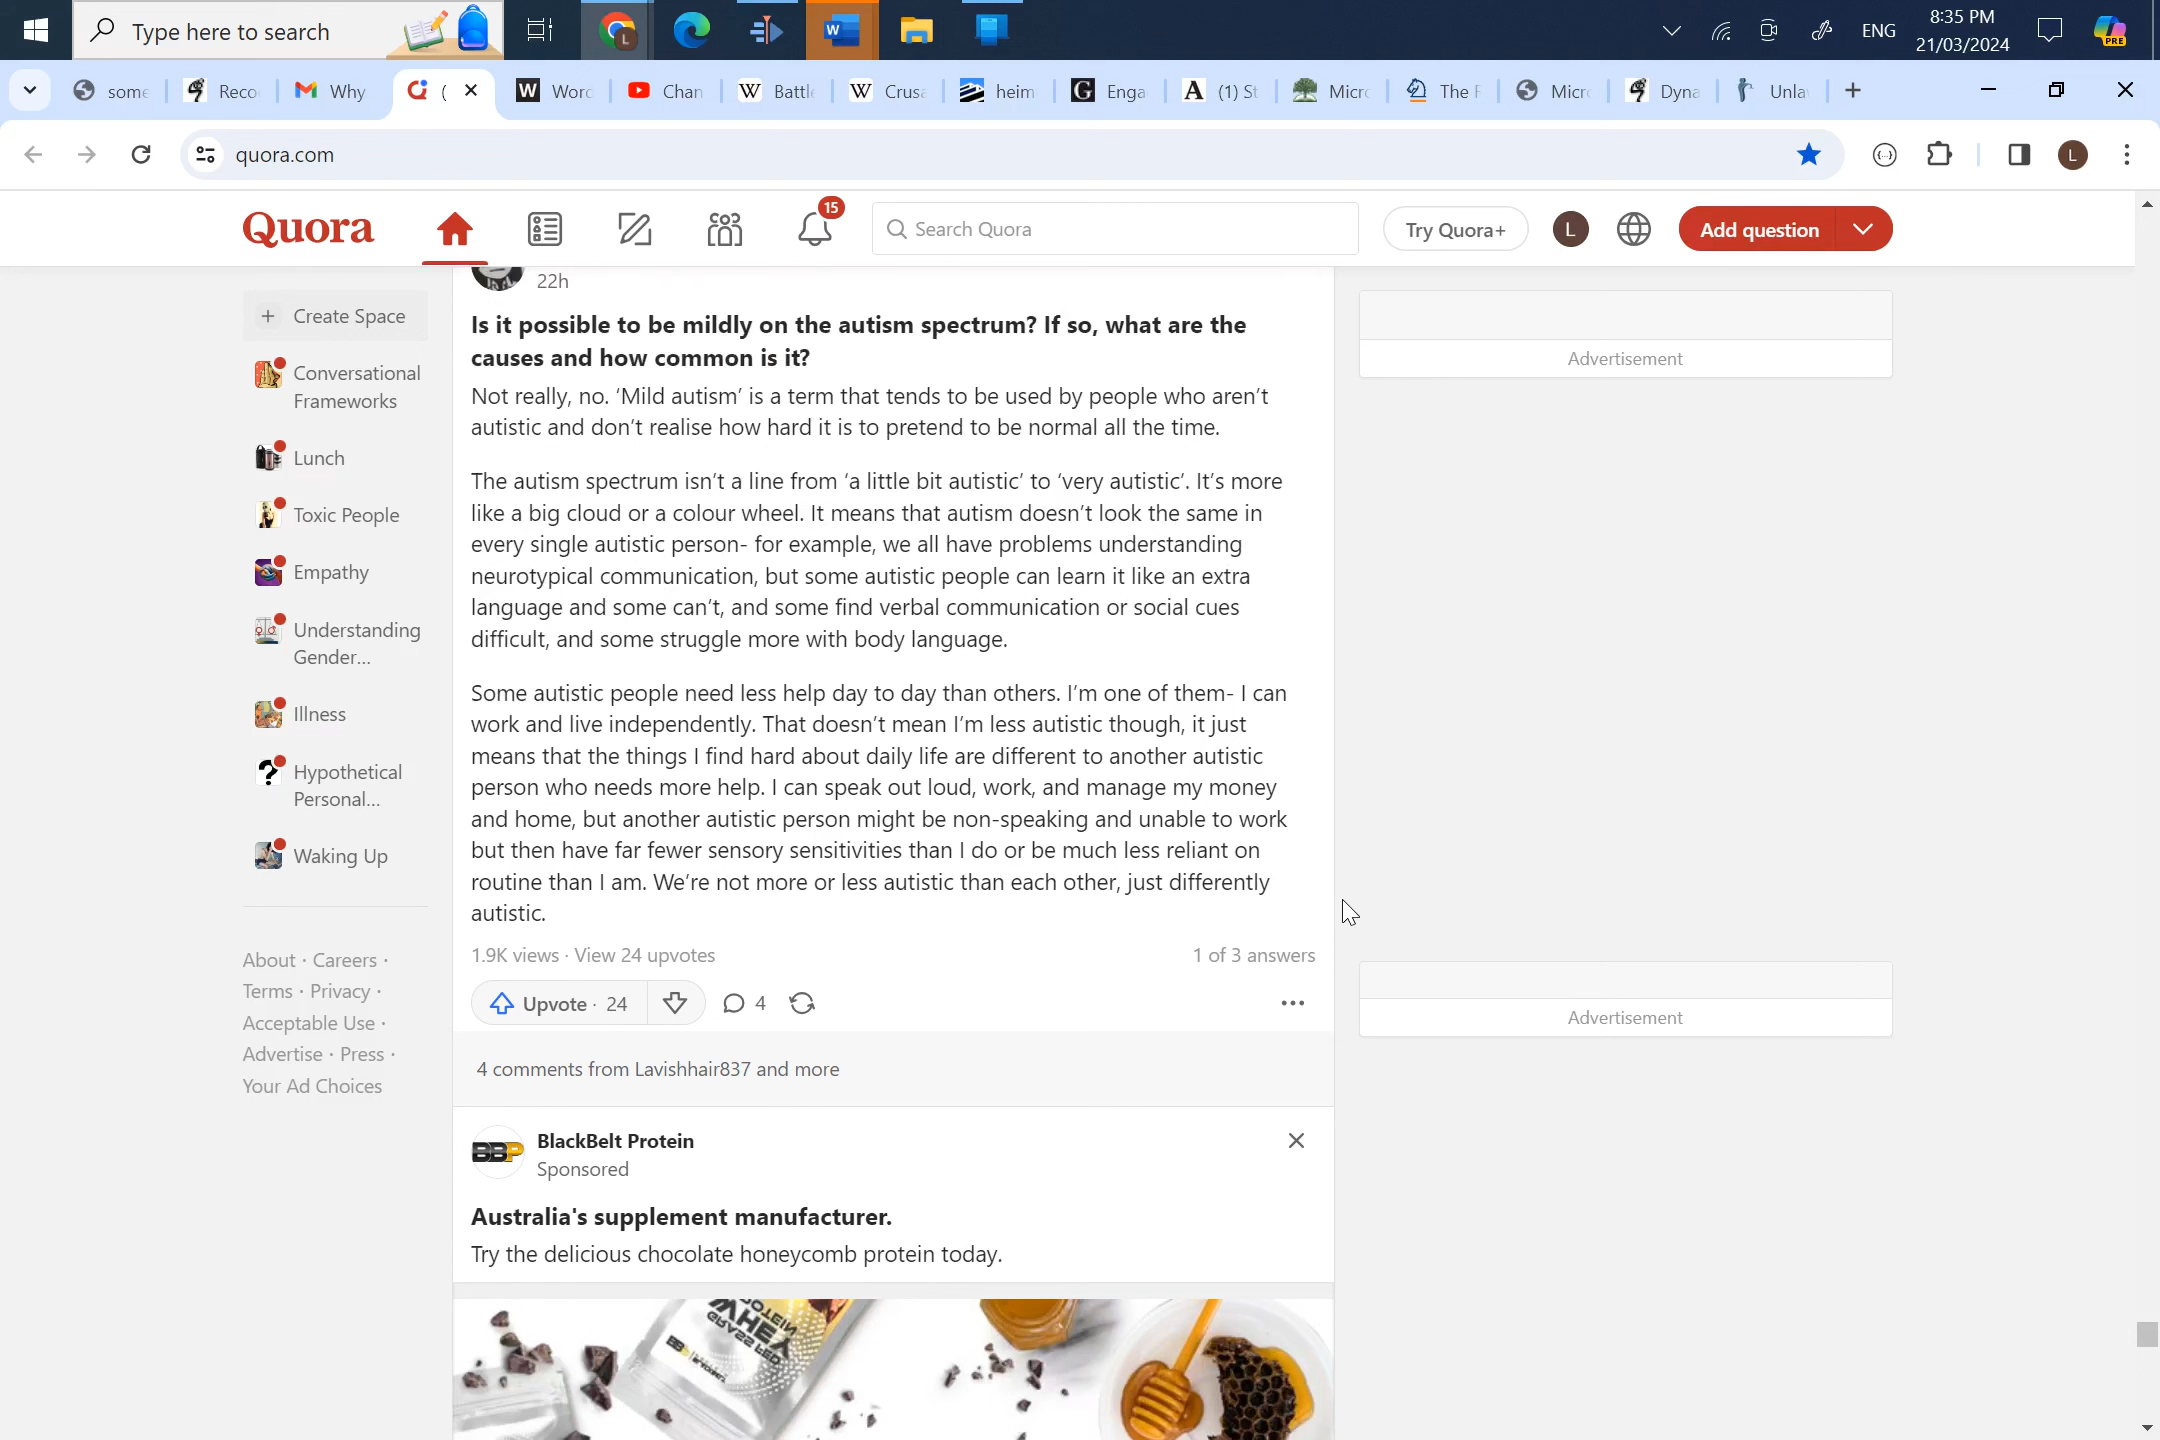 Type here to search
ENG
8:35 PM
21/03/2024
PRE
some
Reco
Why
(
Word
Chan
Battle
Crusa
heim
Enga
(1) St
Micro
The F
Micro
Dyna
Unla
quora.com
L
Quora
15
Search Quora
Try Quora+
L
Add question
22h
Create Space
Conversational
Frameworks
Lunch
Toxic People
Empathy
Understanding
Gender...
Illness
Hypothetical
Personal...
Waking Up
About · Careers ·
Terms · Privacy ·
Acceptable Use ·
Advertise · Press ·
Your Ad Choices
Is it possible to be mildly on the autism spectrum? If so, what are the
causes and how common is it?
Not really, no. ‘Mild autism’ is a term that tends to be used by people who aren’t
autistic and don’t realise how hard it is to pretend to be normal all the time.
The autism spectrum isn’t a line from ‘a little bit autistic’ to ‘very autistic’. It’s more
like a big cloud or a colour wheel. It means that autism doesn’t look the same in
every single autistic person- for example, we all have problems understanding
neurotypical communication, but some autistic people can learn it like an extra
language and some can’t, and some find verbal communication or social cues
difficult, and some struggle more with body language.
Some autistic people need less help day to day than others. I’m one of them- I can
work and live independently. That doesn’t mean I’m less autistic though, it just
means that the things I find hard about daily life are different to another autistic
person who needs more help. I can speak out loud, work, and manage my money
and home, but another autistic person might be non-speaking and unable to work
but then have far fewer sensory sensitivities than I do or be much less reliant on
routine than I am. We’re not more or less autistic than each other, just differently
autistic.
1.9K views · View 24 upvotes
1 of 3 answers
Upvote · 24
4
4 comments from Lavishhair837 and more
BBP
BlackBelt Protein
Sponsored
Australia's supplement manufacturer.
Try the delicious chocolate honeycomb protein today.
WHEY
PROTEIN
GRASS FED
Advertisement
Advertisement